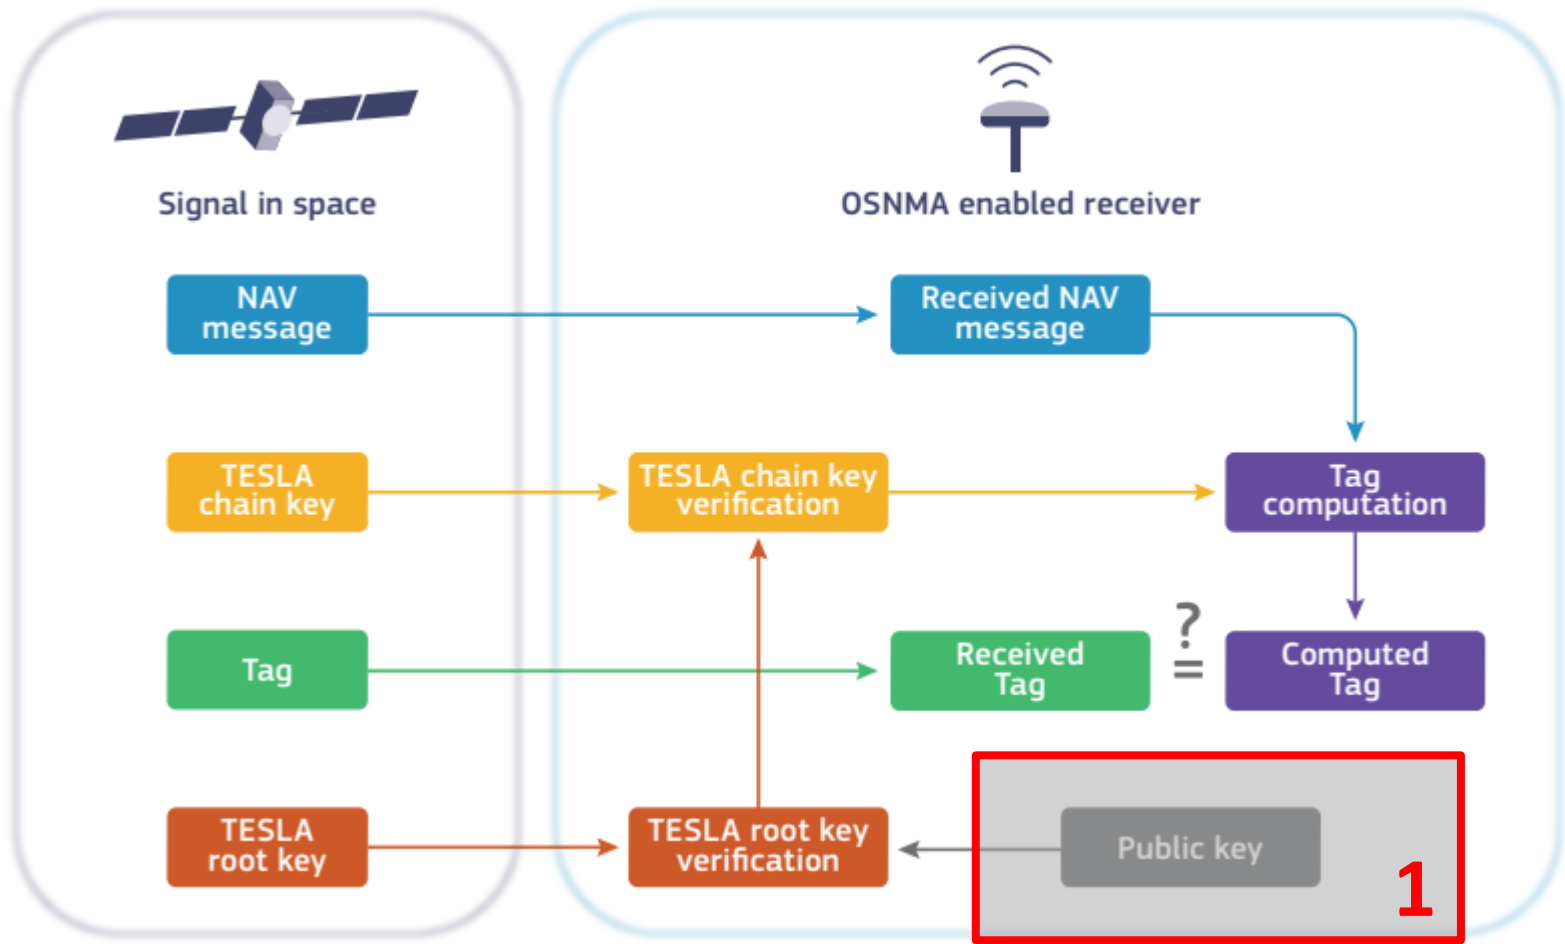 Signal in space
OSNMA enabled receiver
NAV
message
Received NAV
message
TESLA
chain key
TESLA chain key
verification
Tag
computation
Tag
Received
Tag
?
=
Computed
Tag
TESLA
root key
TESLA root key
verification
Public key
1